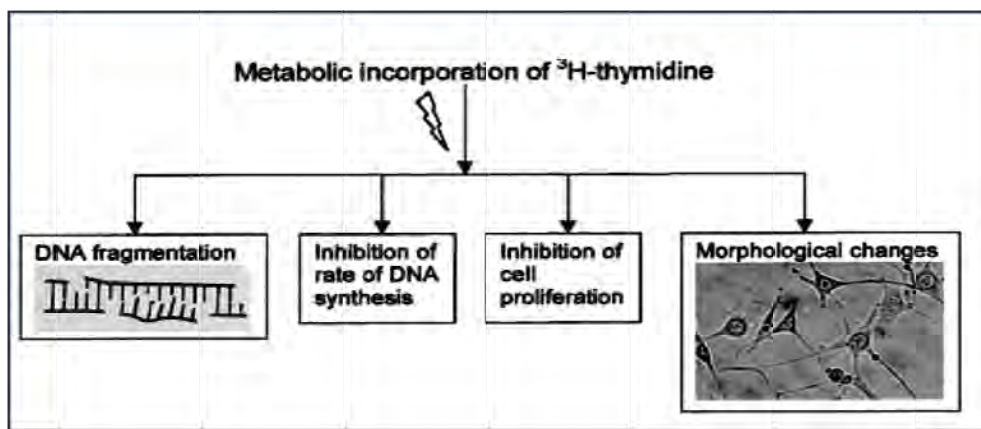 Metabolic incorporation of ³H-thymidine
DNA fragmentation
Inhibition of
rate of DNA
synthesis
Inhibition of
cell
proliferation
Morphological changes